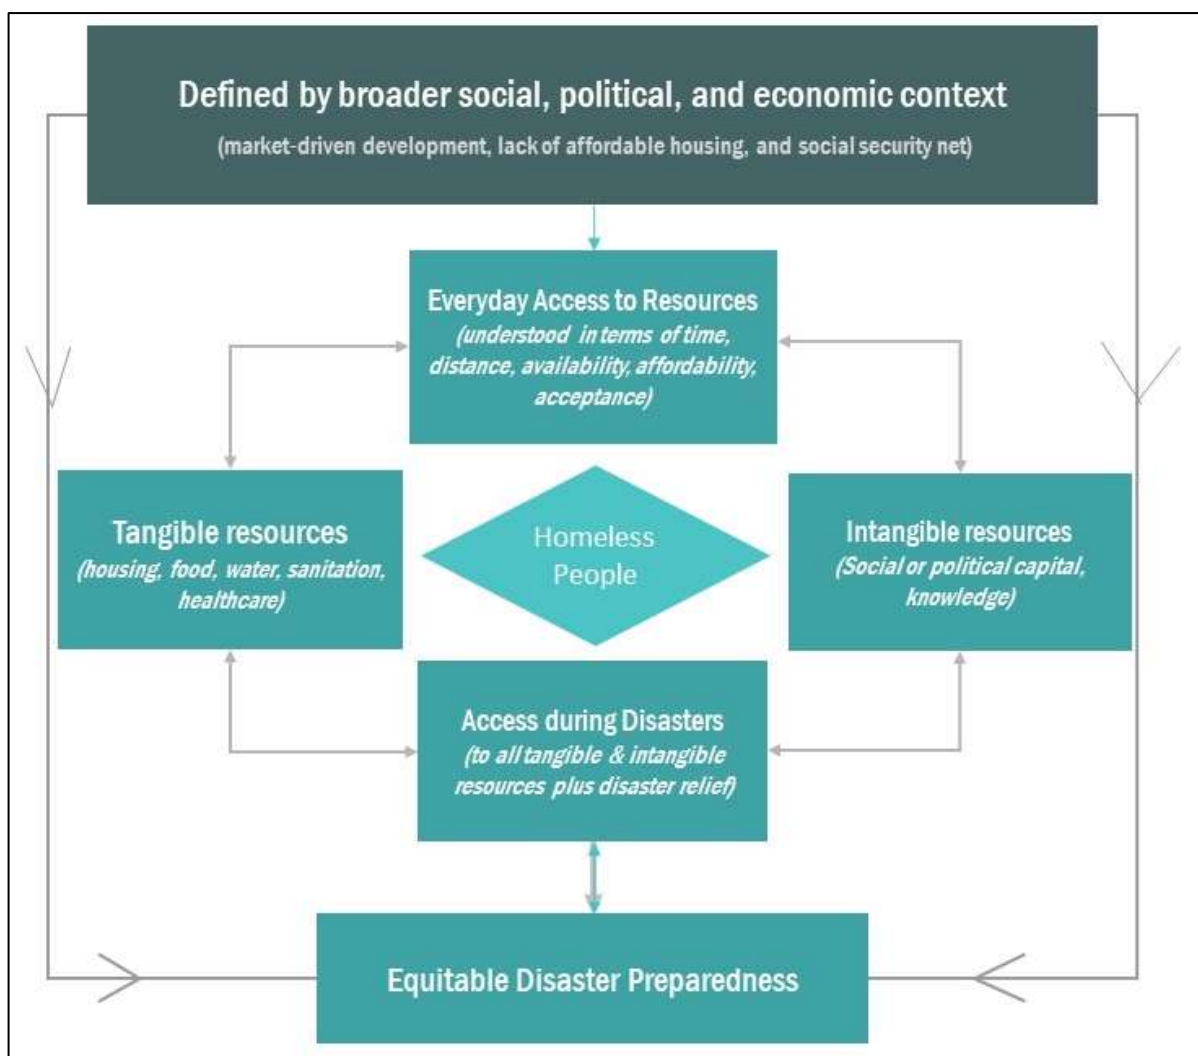 Defined by broader social, political, and economic context
(market-driven development, lack of affordable housing, and social security net)
Everyday Access to Resources
(understood in terms of time,
distance, availability, affordability,
acceptance)
Tangible resources
(housing, food, water, sanitation,
healthcare)
Homeless
People
Intangible resources
(Social or political capital,
knowledge)
Access during Disasters
(to all tangible & intangible
resources plus disaster relief)
Equitable Disaster Preparedness